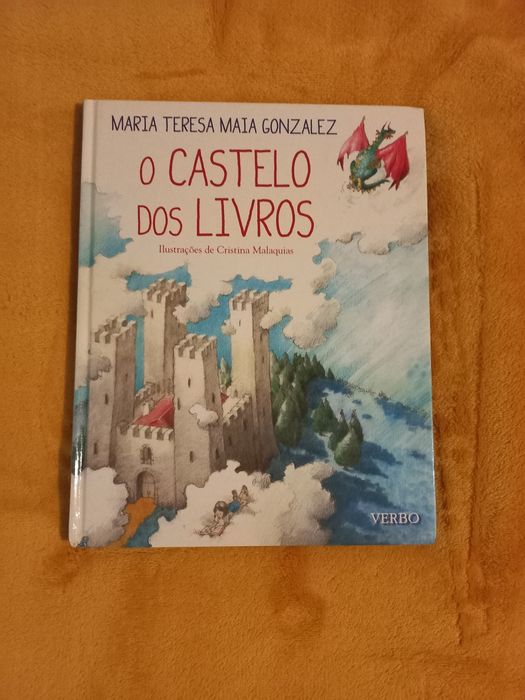 MARIA TERESA MAIA GONZALEZ
O CASTELO
DOS LIVROS
Ilustrações de Cristina Malaquias
VERBO